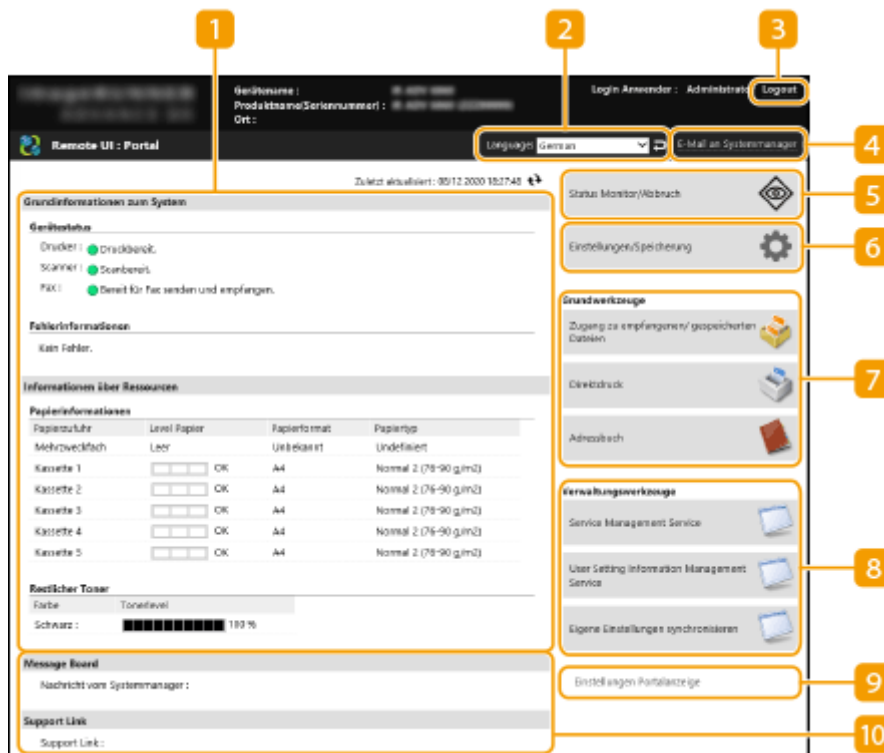 1
2
3
Gerätename :
Produktname(Seriennummer) :
Ort :
Login Anwender : Administrato Logout
Remote UI : Portal
Language: German
E-Mail an Systemmanager
4
Zuletzt aktualisiert : 08/12 2020 18:27:48
Grundinformationen zum System
Gerätestatus
Drucker : Druckbereit.
Scanner : Scanbereit.
Fax : Bereit für Fax senden und empfangen.
Fehlerinformationen
Kein Fehler.
Informationen über Ressourcen
Papierinformationen
Papierzufuhr Level Papier Papierformat Papiertyp
Mehrzweckfach Leer Unbekannt Undefiniert
Kassette 1 OK A4 Normal 2 (76-90 g/m2)
Kassette 2 OK A4 Normal 2 (76-90 g/m2)
Kassette 3 OK A4 Normal 2 (76-90 g/m2)
Kassette 4 OK A4 Normal 2 (76-90 g/m2)
Kassette 5 OK A4 Normal 2 (76-90 g/m2)
Restlicher Toner
Farbe Tonerlevel
Schwarz : 100 %
Message Board
Nachricht vom Systemmanager :
Support Link
Support Link :
Status Monitor/Abbruch
5
Einstellungen/Speicherung
6
Grundwerkzeuge
Zugang zu empfangenen/ gespeicherten
Dateien
Direktdruck
7
Adressbuch
Verwaltungswerkzeuge
Service Management Service
User Setting Information Management
Service
8
Eigene Einstellungen synchronisieren
Einstellungen Portalanzeige
9
10